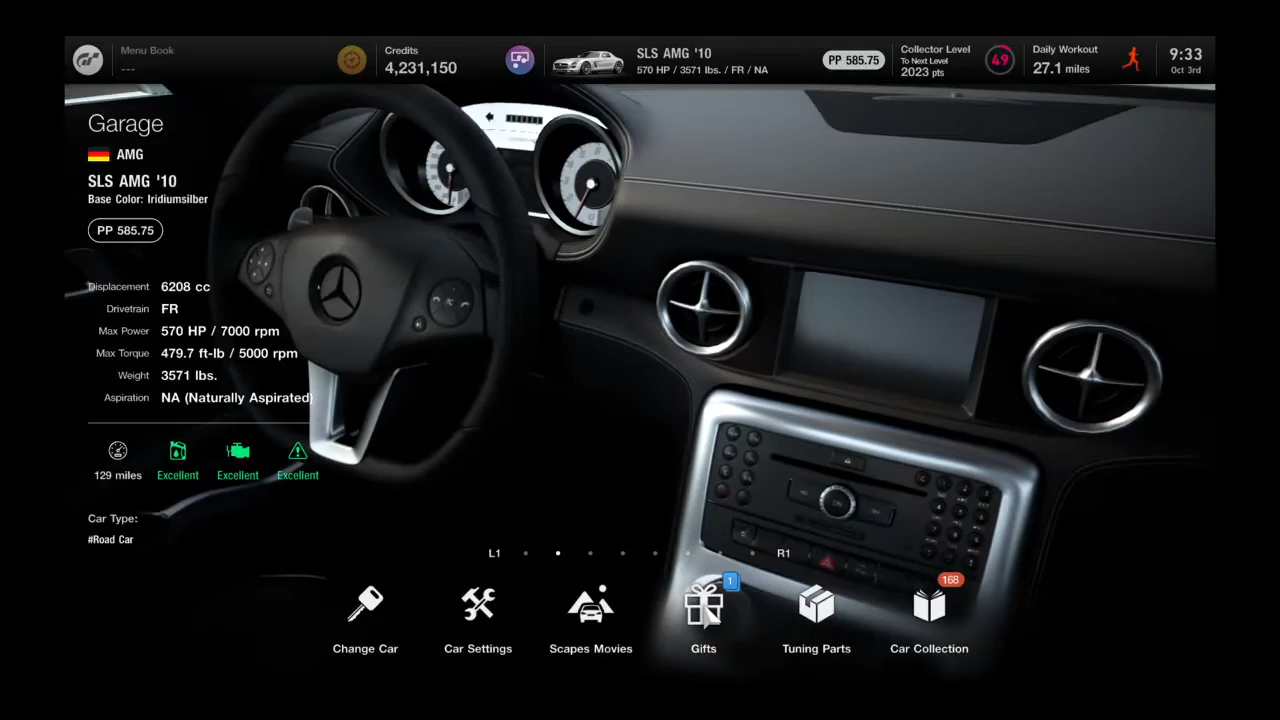 Menu Book
---
Credits
4,231,150
SLS AMG '10
570 HP / 3571 lbs. / FR / NA
PP 585.75
Collector Level
To Next Level
2023 pts
49
Daily Workout
27.1 miles
9:33
Oct 3rd
Garage
AMG
SLS AMG '10
Base Color: Iridiumsilber
PP 585.75
Displacement 6208 cc
Drivetrain FR
Max Power 570 HP / 7000 rpm
Max Torque 479.7 ft-lb / 5000 rpm
Weight 3571 lbs.
Aspiration NA (Naturally Aspirated)
129 miles Excellent Excellent Excellent
Car Type:
#Road Car
L1 R1
1
168
Change Car Car Settings Scapes Movies Gifts Tuning Parts Car Collection